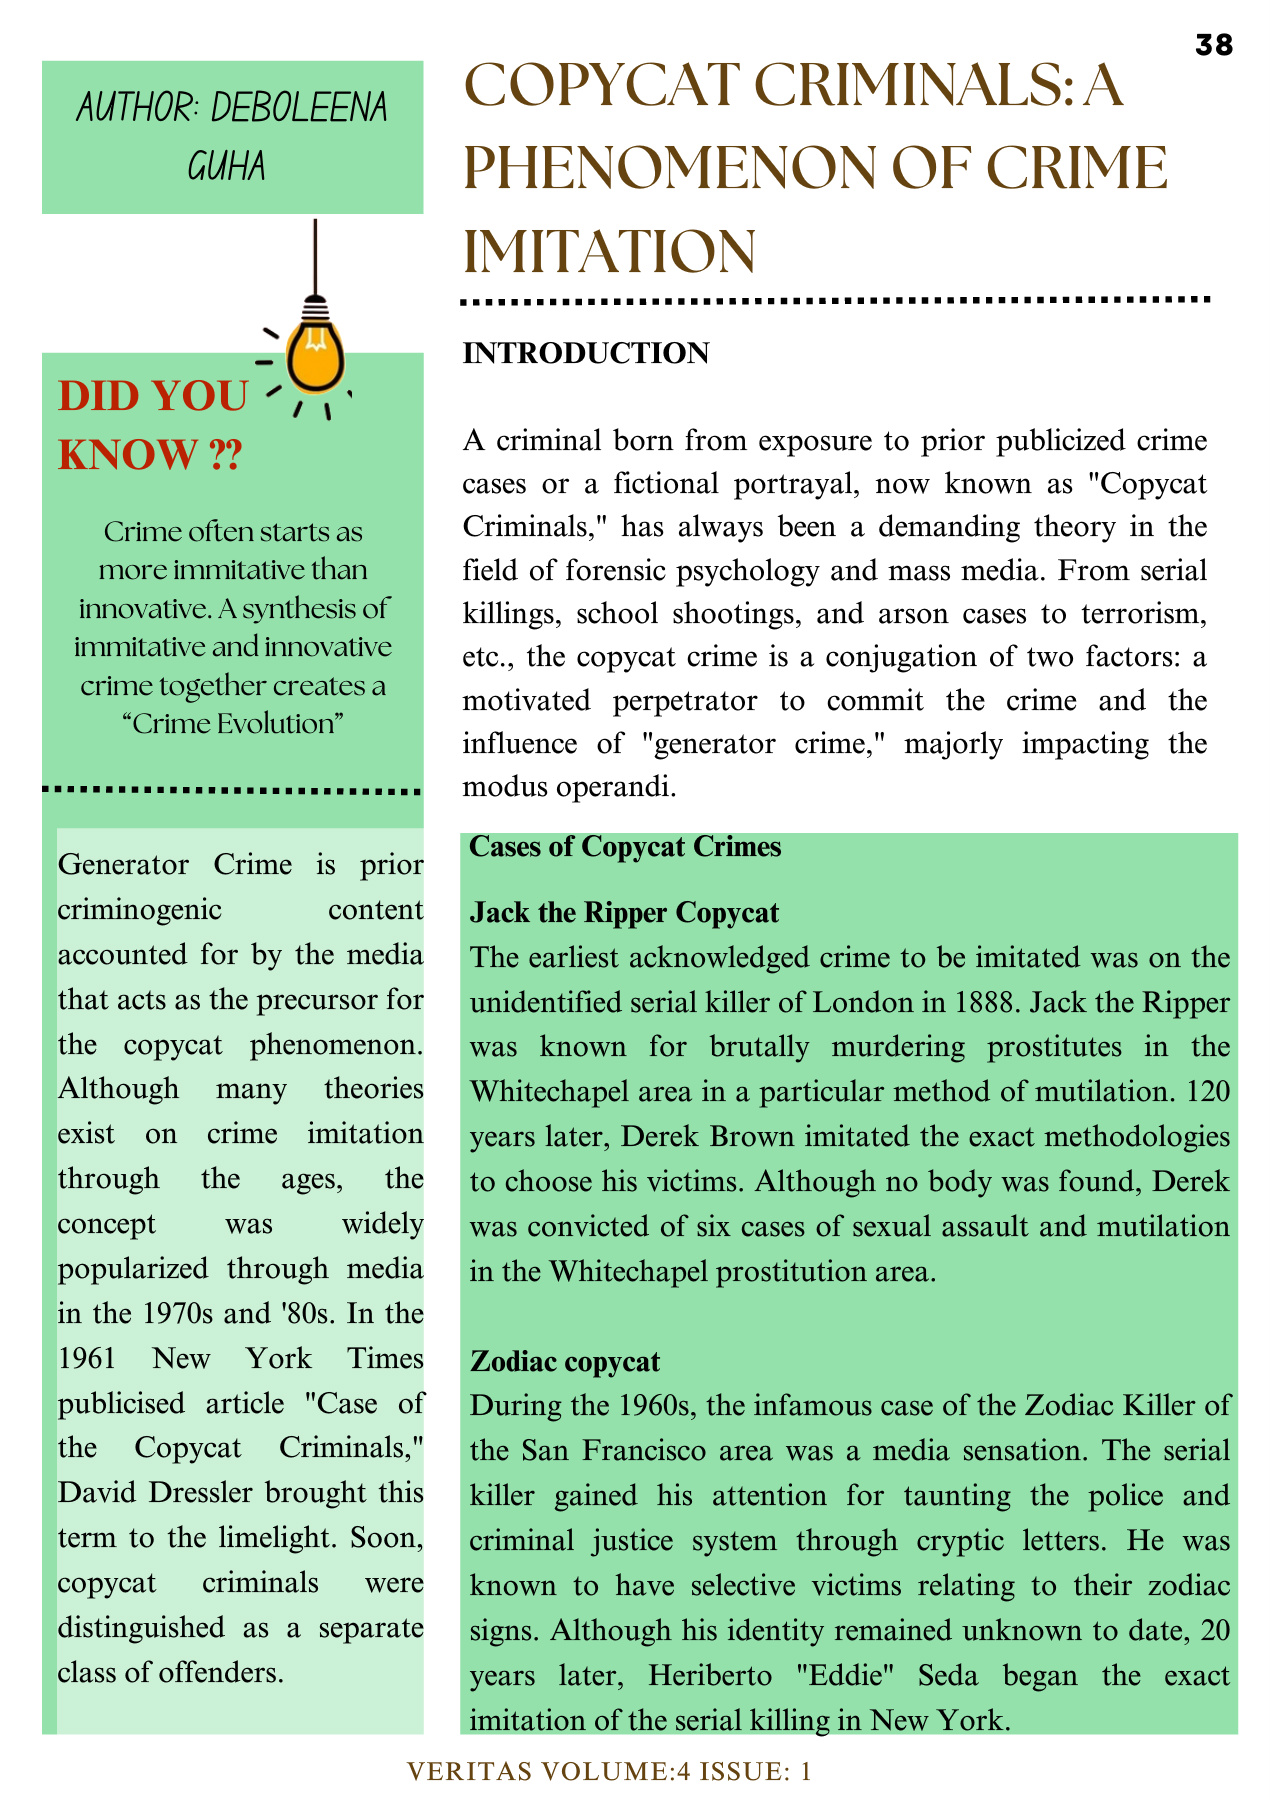 38
AUTHOR: DEBOLEENA
GUHA
COPYCAT CRIMINALS: A
PHENOMENON OF CRIME
IMITATION
DID YOU
KNOW ??
Crime often starts as
more immitative than
innovative. A synthesis of
immitative and innovative
crime together creates a
“Crime Evolution”
Generator Crime is prior
criminogenic content
accounted for by the media
that acts as the precursor for
the copycat phenomenon.
Although many theories
exist on crime imitation
through the ages, the
concept was widely
popularized through media
in the 1970s and '80s. In the
1961 New York Times
publicised article "Case of
the Copycat Criminals,"
David Dressler brought this
term to the limelight. Soon,
copycat criminals were
distinguished as a separate
class of offenders.
INTRODUCTION
A criminal born from exposure to prior publicized crime
cases or a fictional portrayal, now known as "Copycat
Criminals," has always been a demanding theory in the
field of forensic psychology and mass media. From serial
killings, school shootings, and arson cases to terrorism,
etc., the copycat crime is a conjugation of two factors: a
motivated perpetrator to commit the crime and the
influence of "generator crime," majorly impacting the
modus operandi.
Cases of Copycat Crimes
Jack the Ripper Copycat
The earliest acknowledged crime to be imitated was on the
unidentified serial killer of London in 1888. Jack the Ripper
was known for brutally murdering prostitutes in the
Whitechapel area in a particular method of mutilation. 120
years later, Derek Brown imitated the exact methodologies
to choose his victims. Although no body was found, Derek
was convicted of six cases of sexual assault and mutilation
in the Whitechapel prostitution area.
Zodiac copycat
During the 1960s, the infamous case of the Zodiac Killer of
the San Francisco area was a media sensation. The serial
killer gained his attention for taunting the police and
criminal justice system through cryptic letters. He was
known to have selective victims relating to their zodiac
signs. Although his identity remained unknown to date, 20
years later, Heriberto "Eddie" Seda began the exact
imitation of the serial killing in New York.
VERITAS VOLUME:4 ISSUE: 1